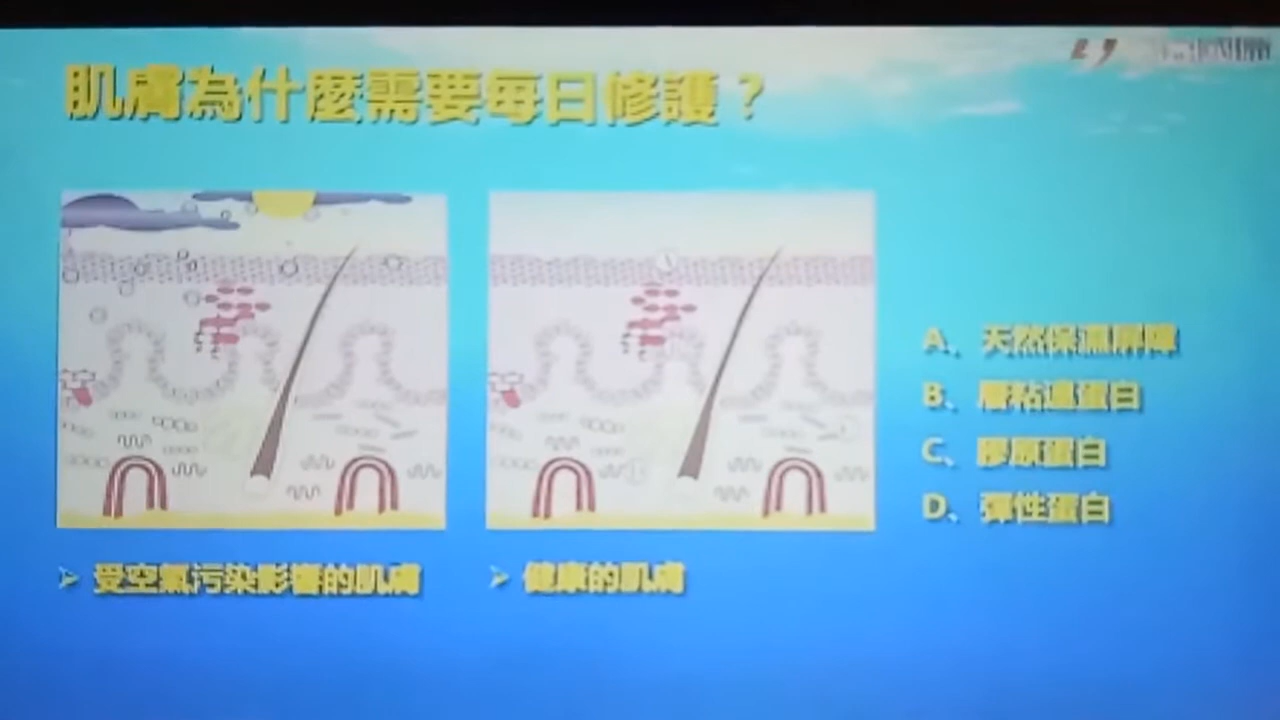 肌膚為什麼需要每日修護？
A、天然保濕屏障
B、層粘連蛋白
C、膠原蛋白
D、彈性蛋白
➢ 受空氣污染影響的肌膚
➢ 健康的肌膚